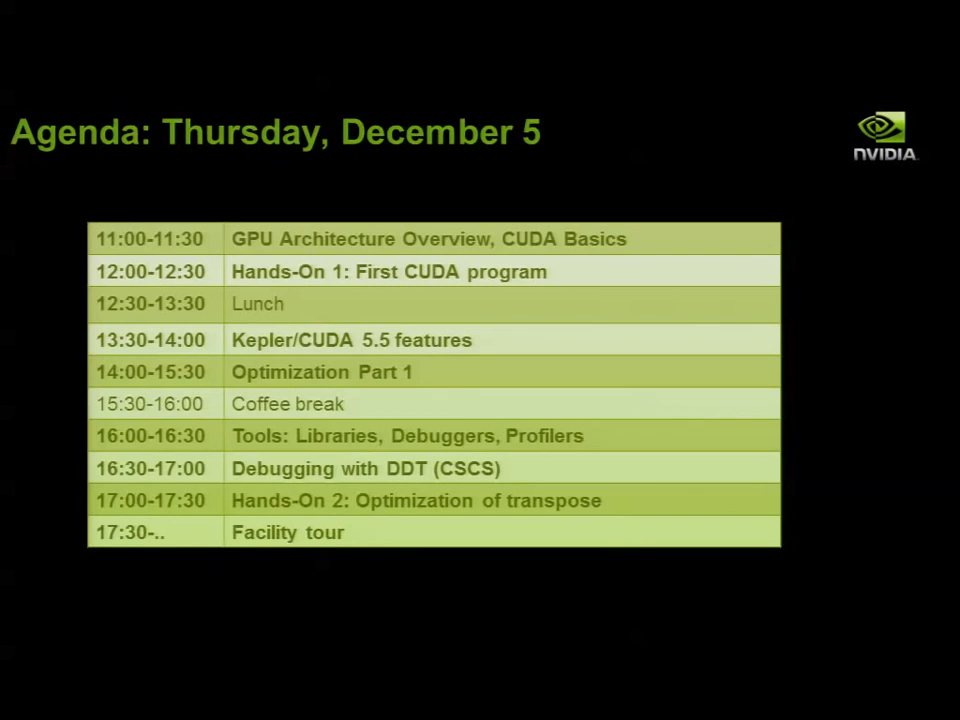 Agenda: Thursday, December 5
NVIDIA
11:00-11:30 GPU Architecture Overview, CUDA Basics
12:00-12:30 Hands-On 1: First CUDA program
12:30-13:30 Lunch
13:30-14:00 Kepler/CUDA 5.5 features
14:00-15:30 Optimization Part 1
15:30-16:00 Coffee break
16:00-16:30 Tools: Libraries, Debuggers, Profilers
16:30-17:00 Debugging with DDT (CSCS)
17:00-17:30 Hands-On 2: Optimization of transpose
17:30-.. Facility tour